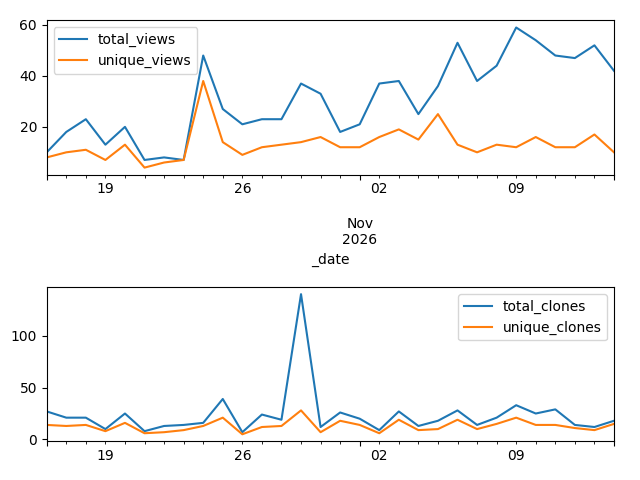 60
40
20
total_views
unique_views
19
26
02
09
Nov
2026
_date
100
50
0
total_clones
unique_clones
19
26
02
09